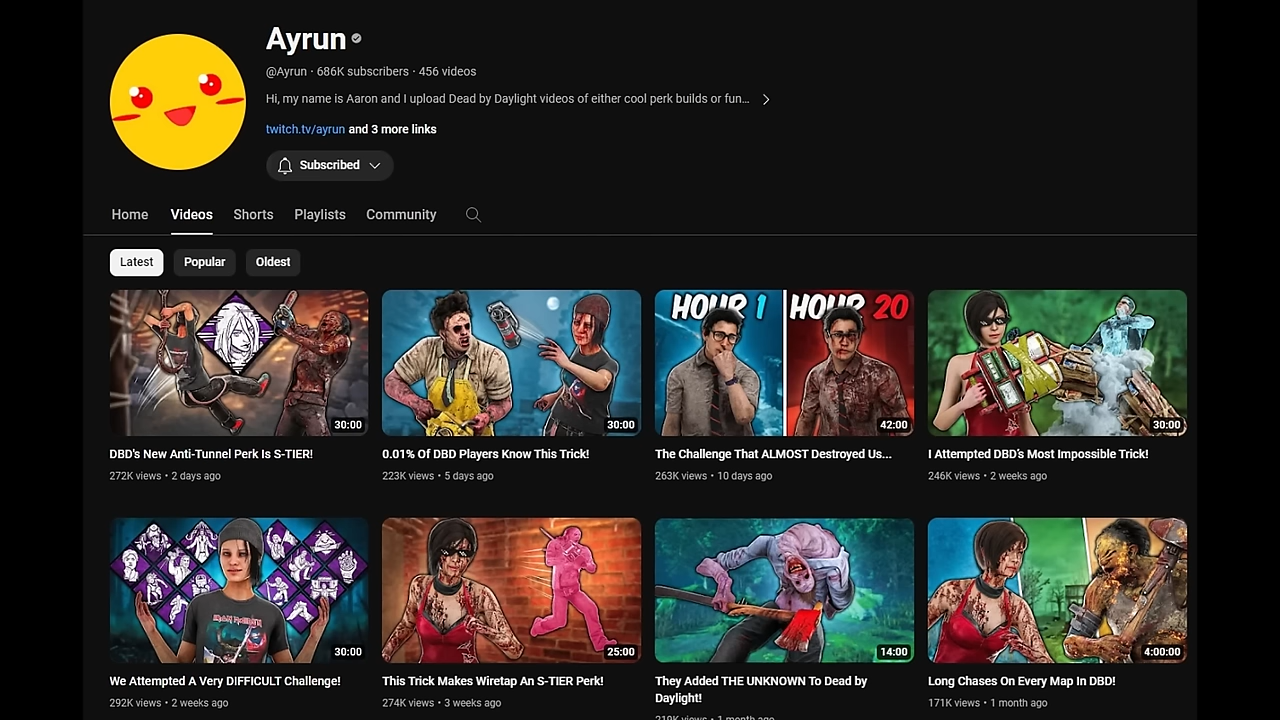 Ayrun
@Ayrun · 686K subscribers · 456 videos
Hi, my name is Aaron and I upload Dead by Daylight videos of either cool perk builds or fun...
twitch.tv/ayrun and 3 more links
Subscribed
Home Videos Shorts Playlists Community
Latest Popular Oldest
HOUR 1 HOUR 20
30:00 30:00 42:00 30:00
DBD's New Anti-Tunnel Perk Is S-TIER! 0.01% Of DBD Players Know This Trick! The Challenge That ALMOST Destroyed Us... I Attempted DBD's Most Impossible Trick!
272K views • 2 days ago 223K views • 5 days ago 263K views • 10 days ago 246K views • 2 weeks ago
IRON MAIDEN
30:00 25:00 14:00 4:00:00
We Attempted A Very DIFFICULT Challenge! This Trick Makes Wiretap An S-TIER Perk! They Added THE UNKNOWN To Dead by Long Chases On Every Map In DBD!
Daylight!
292K views • 2 weeks ago 274K views • 3 weeks ago 171K views • 1 month ago
219K views • 1 month ago